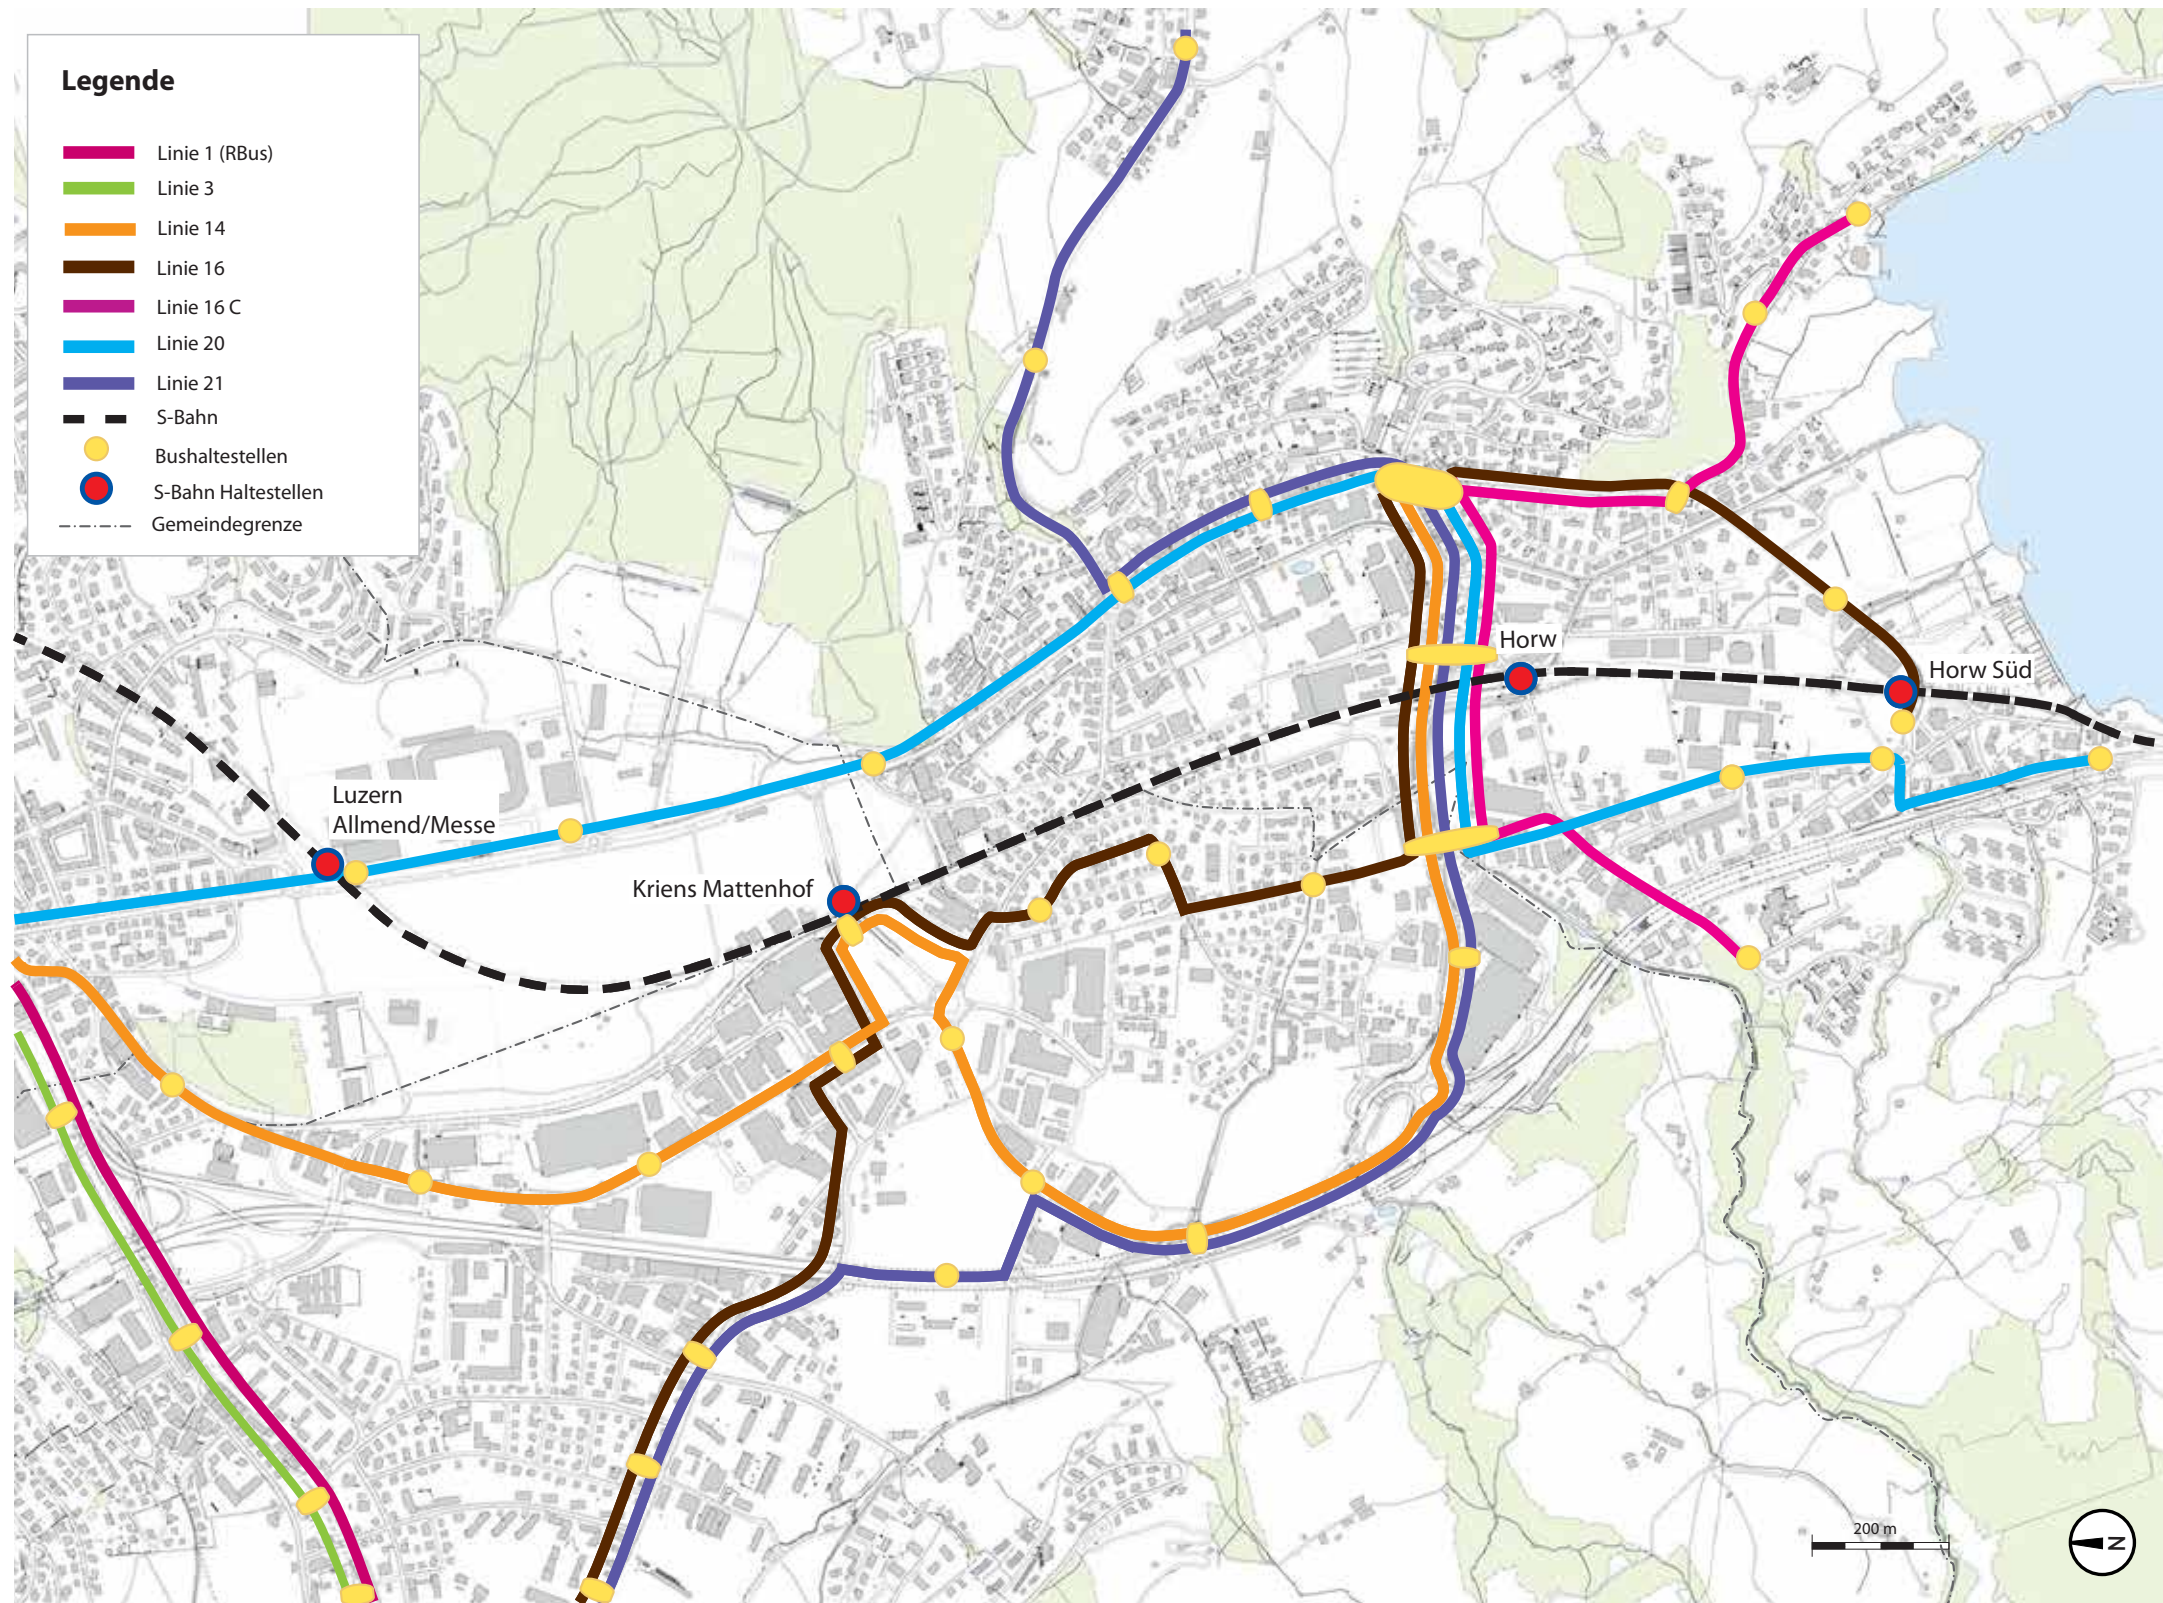 Legende
Linie 1 (RBus)
Linie 3
Linie 14
Linie 16
Linie 16 C
Linie 20
Linie 21
S-Bahn
Bushaltestellen
S-Bahn Haltestellen
Gemeindegrenze
Horw
Horw Süd
Luzern
Allmend/Messe
Kriens Mattenhof
200 m
N